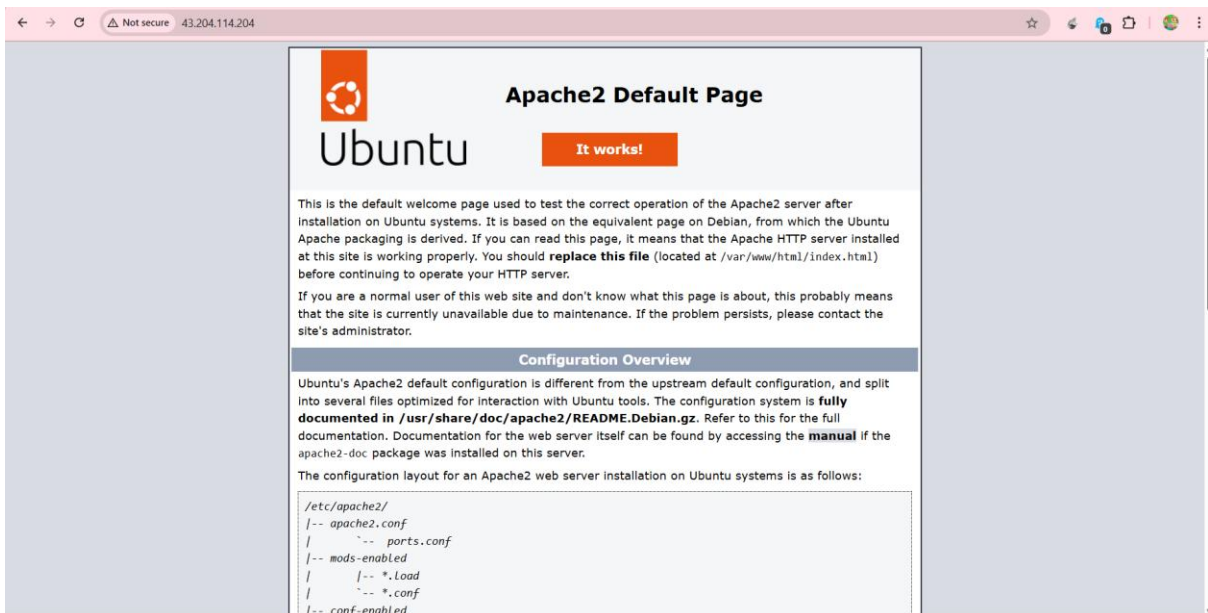 Not secure 43.204.114.204
0
Apache2 Default Page
Ubuntu
It works!
This is the default welcome page used to test the correct operation of the Apache2 server after
installation on Ubuntu systems. It is based on the equivalent page on Debian, from which the Ubuntu
Apache packaging is derived. If you can read this page, it means that the Apache HTTP server installed
at this site is working properly. You should replace this file (located at /var/www/html/index.html)
before continuing to operate your HTTP server.
If you are a normal user of this web site and don't know what this page is about, this probably means
that the site is currently unavailable due to maintenance. If the problem persists, please contact the
site's administrator.
Configuration Overview
Ubuntu's Apache2 default configuration is different from the upstream default configuration, and split
into several files optimized for interaction with Ubuntu tools. The configuration system is fully
documented in /usr/share/doc/apache2/README.Debian.gz. Refer to this for the full
documentation. Documentation for the web server itself can be found by accessing the manual if the
apache2-doc package was installed on this server.
The configuration layout for an Apache2 web server installation on Ubuntu systems is as follows:
/etc/apache2/
|-- apache2.conf
|       `--  ports.conf
|-- mods-enabled
|       |-- *.load
|       `-- *.conf
|-- conf-enabled